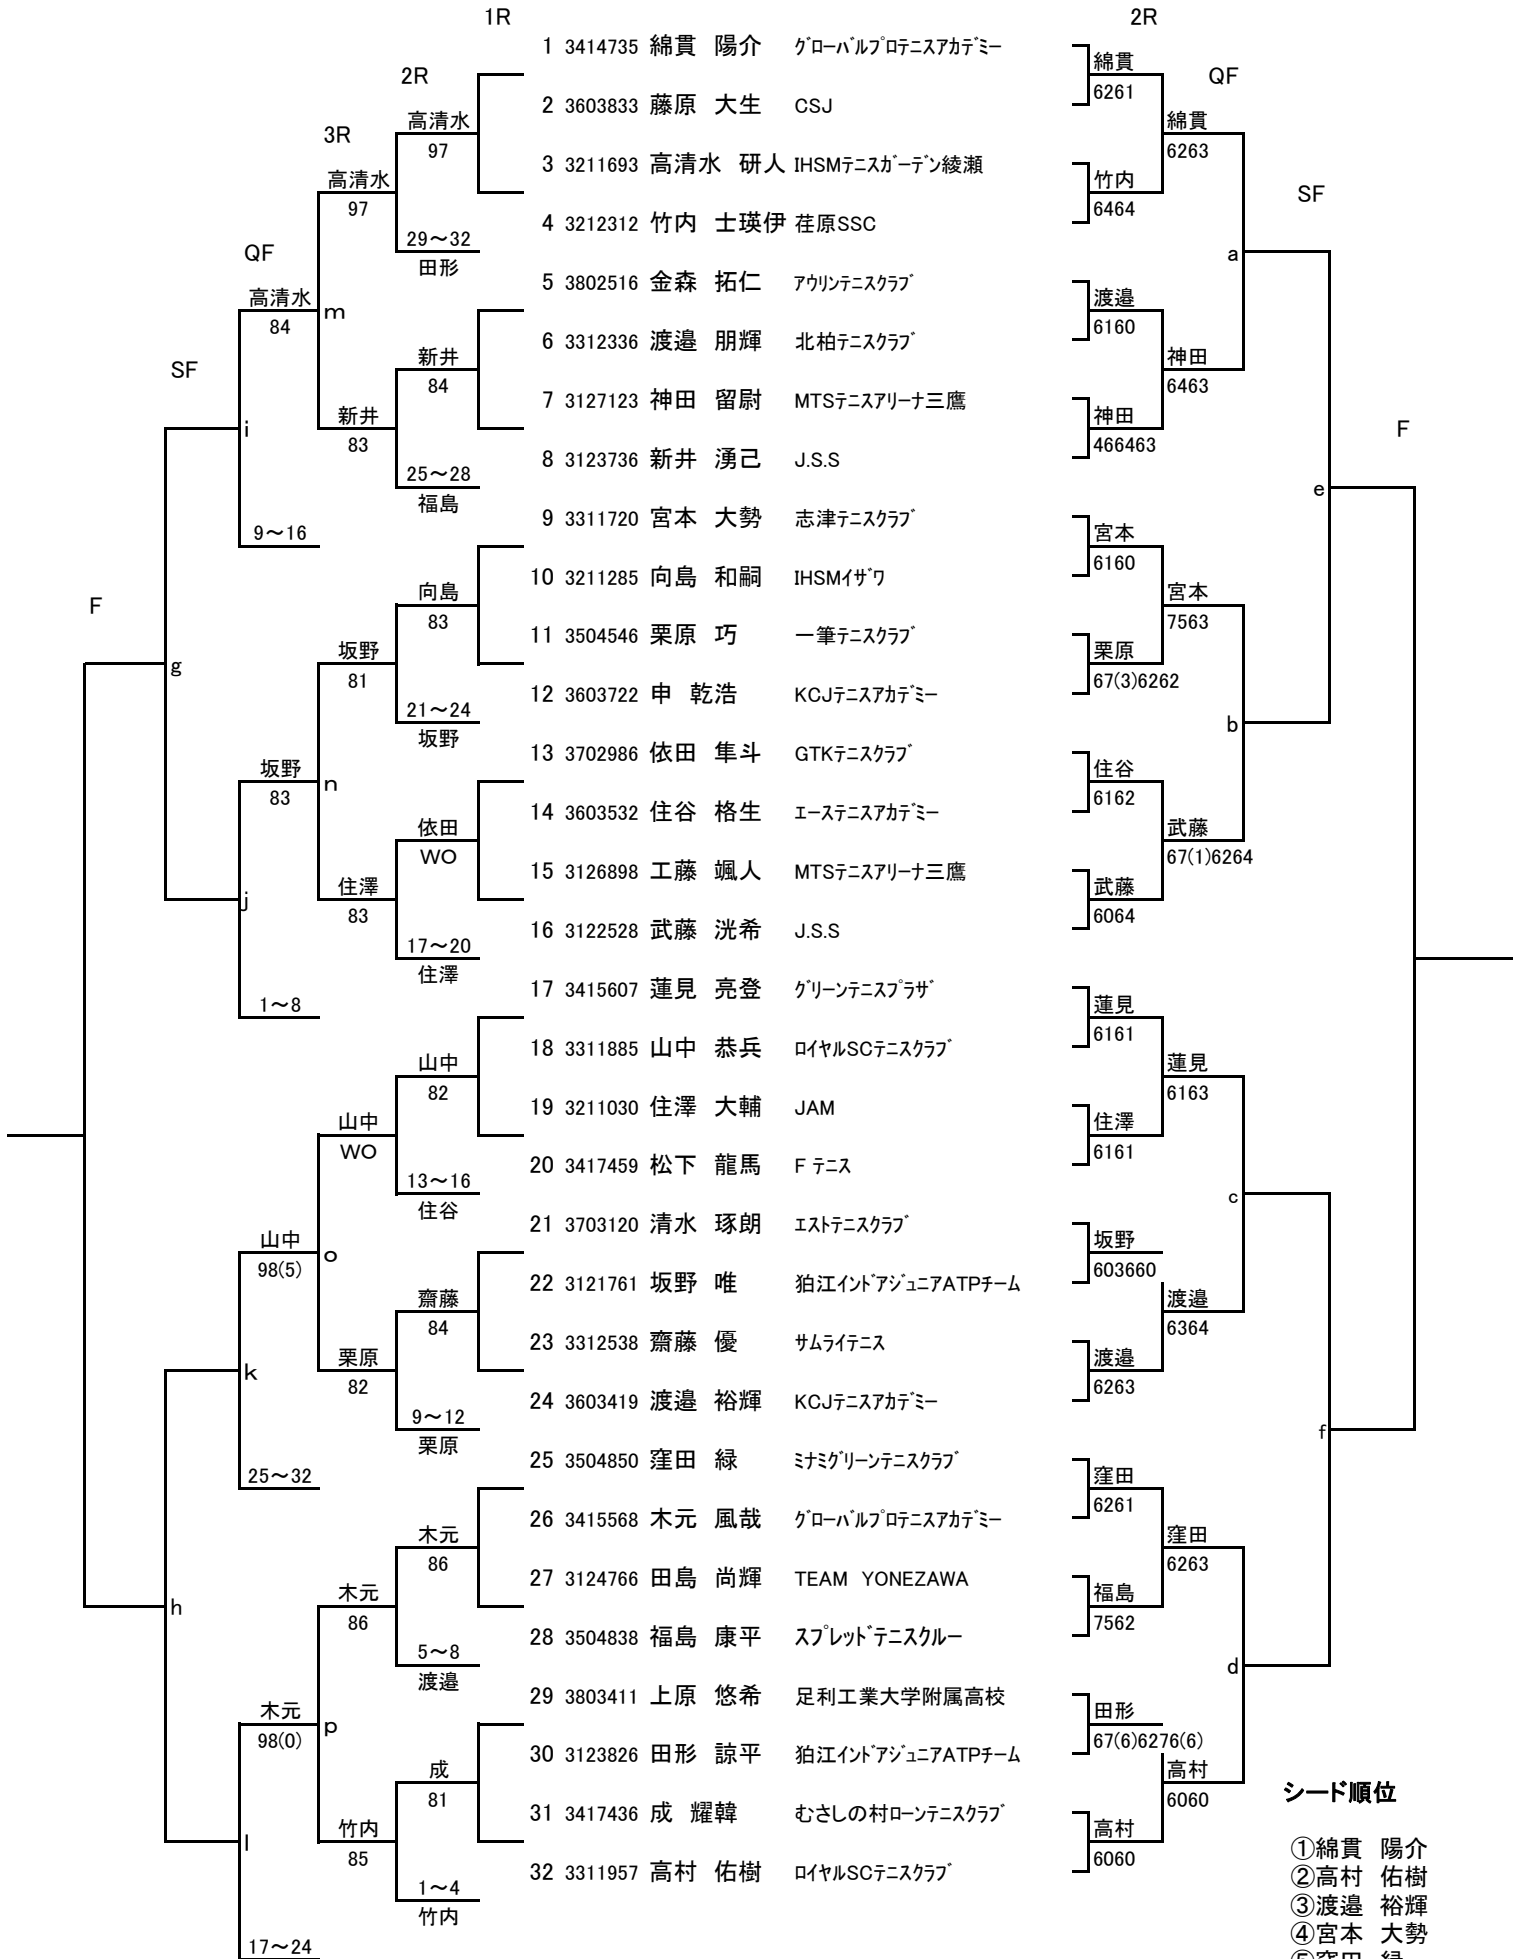 1R
2R
3R
QF
SF
F
2R
QF
SF
F
1 3414735 綿貫 陽介 グローバルプロテニスアカデミー
2 3603833 藤原 大生 CSJ
3 3211693 高清水 研人 IHSMテニスガーデン綾瀬
4 3212312 竹内 士瑛伊 荏原SSC
5 3802516 金森 拓仁 アウリンテニスクラブ
6 3312336 渡邉 朋輝 北柏テニスクラブ
7 3127123 神田 留尉 MTSテニスアリーナ三鷹
8 3123736 新井 湧己 J.S.S
9 3311720 宮本 大勢 志津テニスクラブ
10 3211285 向島 和嗣 IHSMイザワ
11 3504546 栗原 巧 一筆テニスクラブ
12 3603722 申 乾浩 KCJテニスアカデミー
13 3702986 依田 隼斗 GTKテニスクラブ
14 3603532 住谷 格生 エーステニスアカデミー
15 3126898 工藤 颯人 MTSテニスアリーナ三鷹
16 3122528 武藤 洸希 J.S.S
17 3415607 蓮見 亮登 グリーンテニスプラザ
18 3311885 山中 恭兵 ロイヤルSCテニスクラブ
19 3211030 住澤 大輔 JAM
20 3417459 松下 龍馬 F テニス
21 3703120 清水 琢朗 エストテニスクラブ
22 3121761 坂野 唯 狛江インドアジュニアATPチーム
23 3312538 齋藤 優 サムライテニス
24 3603419 渡邉 裕輝 KCJテニスアカデミー
25 3504850 窪田 緑 ミナミグリーンテニスクラブ
26 3415568 木元 風哉 グローバルプロテニスアカデミー
27 3124766 田島 尚輝 TEAM YONEZAWA
28 3504838 福島 康平 スプレッドテニスクルー
29 3803411 上原 悠希 足利工業大学附属高校
30 3123826 田形 諒平 狛江インドアジュニアATPチーム
31 3417436 成 耀韓 むさしの村ローンテニスクラブ
32 3311957 高村 佑樹 ロイヤルSCテニスクラブ
高清水
97
高清水
97
29～32
田形
高清水
84
m
新井
84
新井
83
25～28
福島
i
9～16
向島
83
坂野
81
21～24
坂野
g
坂野
83
n
依田
WO
住澤
83
17～20
住澤
j
1～8
山中
82
山中
WO
13～16
住谷
山中
98(5)
o
齋藤
84
栗原
82
9～12
栗原
k
25～32
木元
86
木元
86
5～8
渡邉
h
木元
98(0)
p
成
81
竹内
85
1～4
竹内
l
17～24
綿貫
6261
綿貫
6263
竹内
6464
a
渡邉
6160
神田
6463
神田
466463
e
宮本
6160
宮本
7563
栗原
67(3)6262
b
住谷
6162
武藤
67(1)6264
武藤
6064
蓮見
6161
蓮見
6163
住澤
6161
c
坂野
603660
渡邉
6364
渡邉
6263
f
窪田
6261
窪田
6263
福島
7562
d
田形
67(6)6276(6)
高村
6060
高村
6060
シード順位
①綿貫 陽介
②高村 佑樹
③渡邉 裕輝
④宮本 大勢
⑤窪田 緑